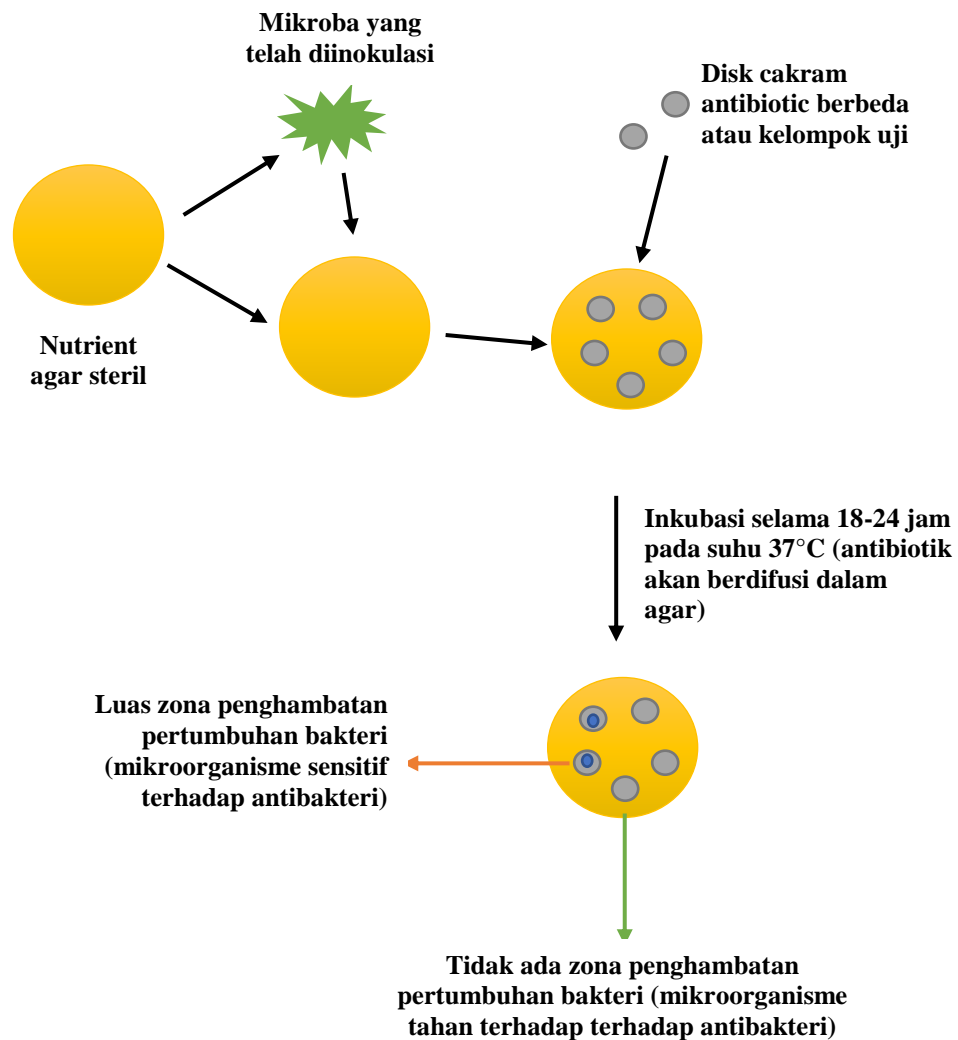 Mikroba yang
telah diinokulasi
Disk cakram
antibiotic berbeda
atau kelompok uji
Nutrient
agar steril
Inkubasi selama 18-24 jam
pada suhu 37°C (antibiotik
akan berdifusi dalam
agar)
Luas zona penghambatan
pertumbuhan bakteri
(mikroorganisme sensitif
terhadap antibakteri)
Tidak ada zona penghambatan
pertumbuhan bakteri (mikroorganisme
tahan terhadap terhadap antibakteri)